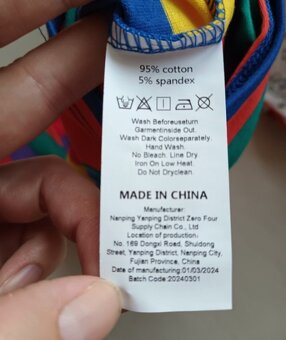 95% cotton
5% spandex
Wash Beforeuseturn
Garmentinside Out.
Wash Dark Colorseparately.
Hand Wash.
No Bleach. Line Dry.
Iron On Low Heat.
Do Not Dryclean.
MADE IN CHINA
Manufacturer:
Nanping Yanping District Zero Four
Supply Chain Co., Ltd
Location of production:
No. 169 Dongxi Road, Shuidong
Street, Yanping District, Nanping City,
Fujian Province, China
Date of manufacturing:01/03/2024
Batch Code:20240301